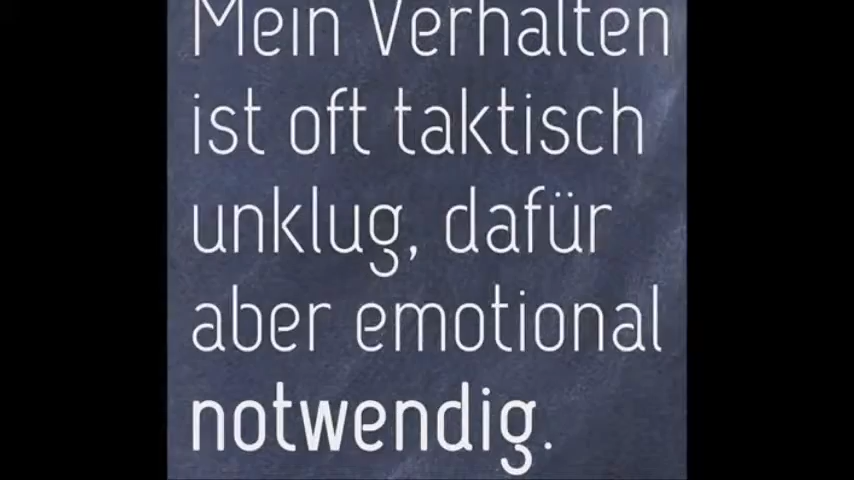 Mein Verhalten
ist oft taktisch
unklug, dafür
aber emotional
notwendig.